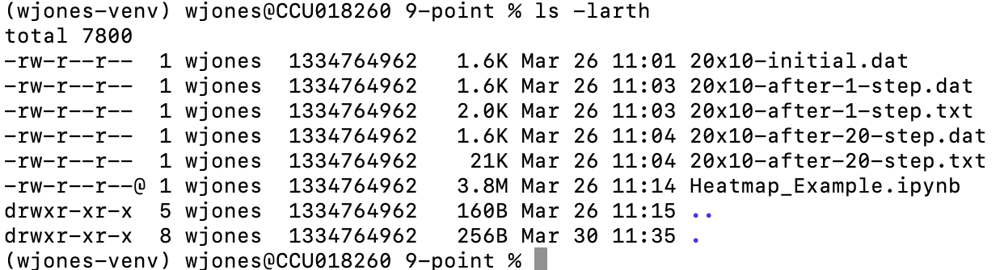 (wjones-venv) wjones@CCU018260 9-point % ls -larth
total 7800
-rw-r--r--  1 wjones  1334764962   1.6K Mar 26 11:01 20x10-initial.dat
-rw-r--r--  1 wjones  1334764962   1.6K Mar 26 11:03 20x10-after-1-step.dat
-rw-r--r--  1 wjones  1334764962   2.0K Mar 26 11:03 20x10-after-1-step.txt
-rw-r--r--  1 wjones  1334764962   1.6K Mar 26 11:04 20x10-after-20-step.dat
-rw-r--r--  1 wjones  1334764962    21K Mar 26 11:04 20x10-after-20-step.txt
-rw-r--r--@ 1 wjones  1334764962   3.8M Mar 26 11:14 Heatmap_Example.ipynb
drwxr-xr-x  5 wjones  1334764962   160B Mar 26 11:15 ..
drwxr-xr-x  8 wjones  1334764962   256B Mar 30 11:35 .
(wjones-venv) wjones@CCU018260 9-point %